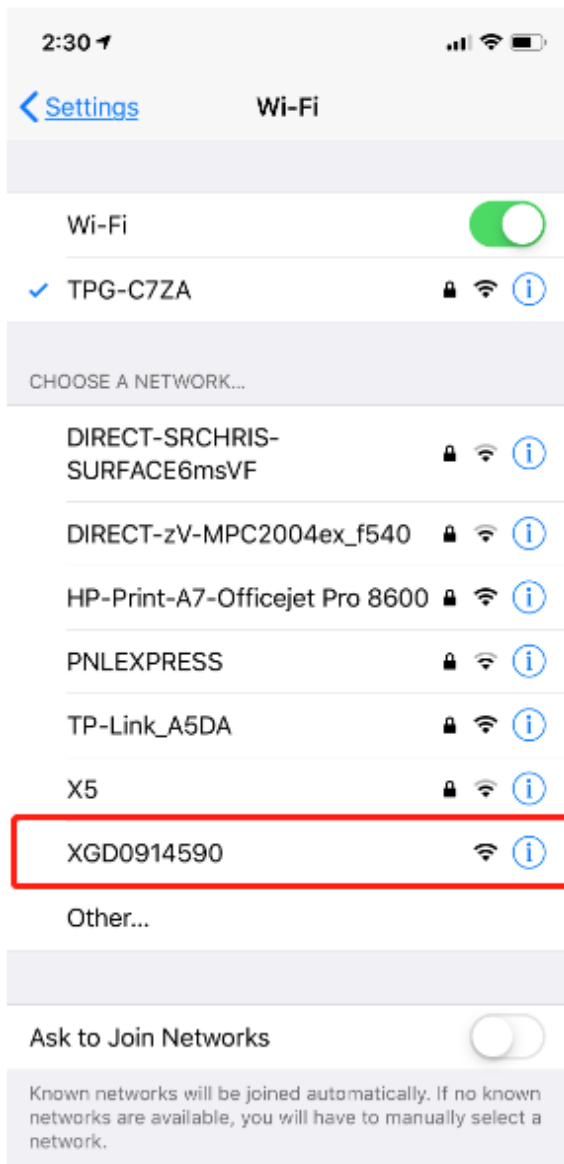 2:30
Settings
Wi-Fi
Wi-Fi
TPG-C7ZA
CHOOSE A NETWORK...
DIRECT-SRCHRIS-
SURFACE6msVF
DIRECT-zV-MPC2004ex_f540
HP-Print-A7-Officejet Pro 8600
PNLEXPRESS
TP-Link_A5DA
X5
XGD0914590
Other...
Ask to Join Networks
Known networks will be joined automatically. If no known
networks are available, you will have to manually select a
network.